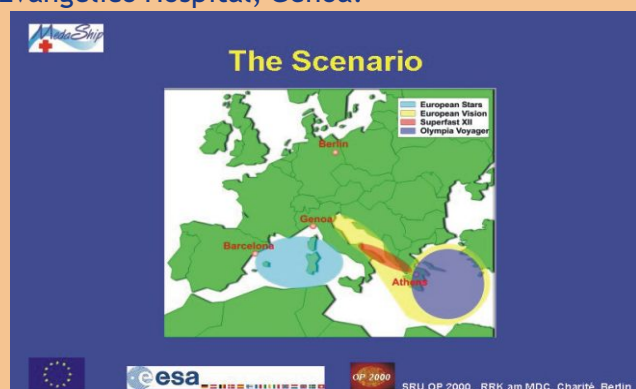 Evangelico Hospital, Genoa.
MedaShip
The Scenario
European Stars
European Vision
Superfast XII
Olympia Voyager
Berlin
Genoa
Barcelona
Athens
esa
OP 2000
SRU OP 2000, RRK am MDC, Charité, Berlin